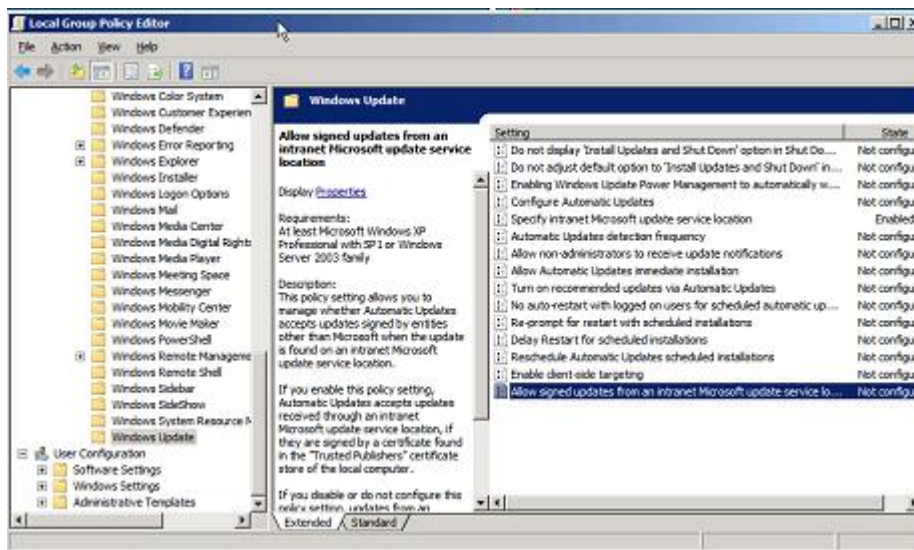 Local Group Policy Editor
File Action View Help
Windows Color System
Windows Customer Experien
Windows Defender
Windows Error Reporting
Windows Explorer
Windows Installer
Windows Logon Options
Windows Mail
Windows Media Center
Windows Media Digital Rights
Windows Media Player
Windows Meeting Space
Windows Messenger
Windows Mobility Center
Windows Movie Maker
Windows PowerShell
Windows Remote Manageme
Windows Remote Shell
Windows Sidebar
Windows SideShow
Windows System Resource M
Windows Update
User Configuration
Software Settings
Windows Settings
Administrative Templates
Windows Update
Allow signed updates from an
intranet Microsoft update service
location
Display Properties
Requirements:
At least Microsoft Windows XP
Professional with SP1 or Windows
Server 2003 family
Description:
This policy setting allows you to
manage whether Automatic Updates
accepts updates signed by entities
other than Microsoft when the update
is found on an intranet Microsoft
update service location.
If you enable this policy setting,
Automatic Updates accepts updates
received through an intranet
Microsoft update service location, if
they are signed by a certificate found
in the "Trusted Publishers" certificate
store of the local computer.
If you disable or do not configure this
policy setting, updates from an
Setting State
Do not display 'Install Updates and Shut Down' option in Shut Do.... Not configu
Do not adjust default option to 'Install Updates and Shut Down' in.... Not configu
Enabling Windows Update Power Management to automatically w.... Not configu
Configure Automatic Updates Not configu
Specify intranet Microsoft update service location Enabled
Automatic Updates detection frequency Not configu
Allow non-administrators to receive update notifications Not configu
Allow Automatic Updates immediate installation Not configu
Turn on recommended updates via Automatic Updates Not configu
No auto-restart with logged on users for scheduled automatic up.... Not configu
Re-prompt for restart with scheduled installations Not configu
Delay Restart for scheduled installations Not configu
Reschedule Automatic Updates scheduled installations Not configu
Enable client-side targeting Not configu
Allow signed updates from an intranet Microsoft update service lo.... Not configu
Extended Standard